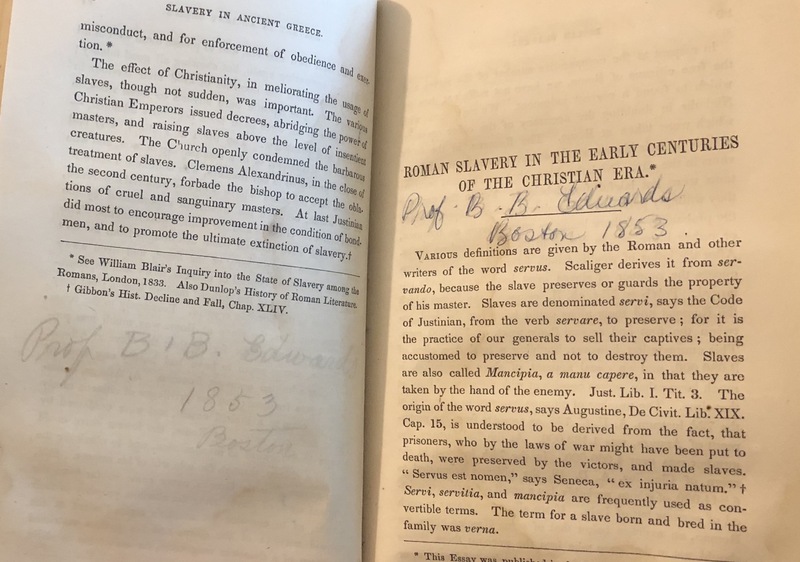 SLAVERY IN ANCIENT GREECE.
misconduct, and for enforcement of obedience and exer-
tion. *
The effect of Christianity, in meliorating the usage of
slaves, though not sudden, was important. The various
Christian Emperors issued decrees, abridging the power of
masters, and raising slaves above the level of insentient
creatures. The Church openly condemned the barbarous
treatment of slaves. Clemens Alexandrinus, in the close of
the second century, forbade the bishop to accept the obla-
tions of cruel and sanguinary masters. At last Justinian
did most to encourage improvement in the condition of bond-
men, and to promote the ultimate extinction of slavery.†
* See William Blair's Inquiry into the State of Slavery among the
Romans, London, 1833. Also Dunlop's History of Roman Literature.
† Gibbon's Hist. Decline and Fall, Chap. XLIV.
Prof B. B. Edwards
1853
Boston
ROMAN SLAVERY IN THE EARLY CENTURIES
OF THE CHRISTIAN ERA.*
Prof. B. B. Edwards
Boston 1853.
VARIOUS definitions are given by the Roman and other
writers of the word servus. Scaliger derives it from ser-
vando, because the slave preserves or guards the property
of his master. Slaves are denominated servi, says the Code
of Justinian, from the verb servare, to preserve; for it is
the practice of our generals to sell their captives; being
accustomed to preserve and not to destroy them. Slaves
are also called Mancipia, a manu capere, in that they are
taken by the hand of the enemy. Just. Lib. I. Tit. 3. The
origin of the word servus, says Augustine, De Civit. Lib. XIX.
Cap. 15, is understood to be derived from the fact, that
prisoners, who by the laws of war might have been put to
death, were preserved by the victors, and made slaves.
"Servus est nomen," says Seneca, "ex injuria natum."†
Servi, servitia, and mancipia are frequently used as con-
vertible terms. The term for a slave born and bred in the
family was verna.
* This Essay was